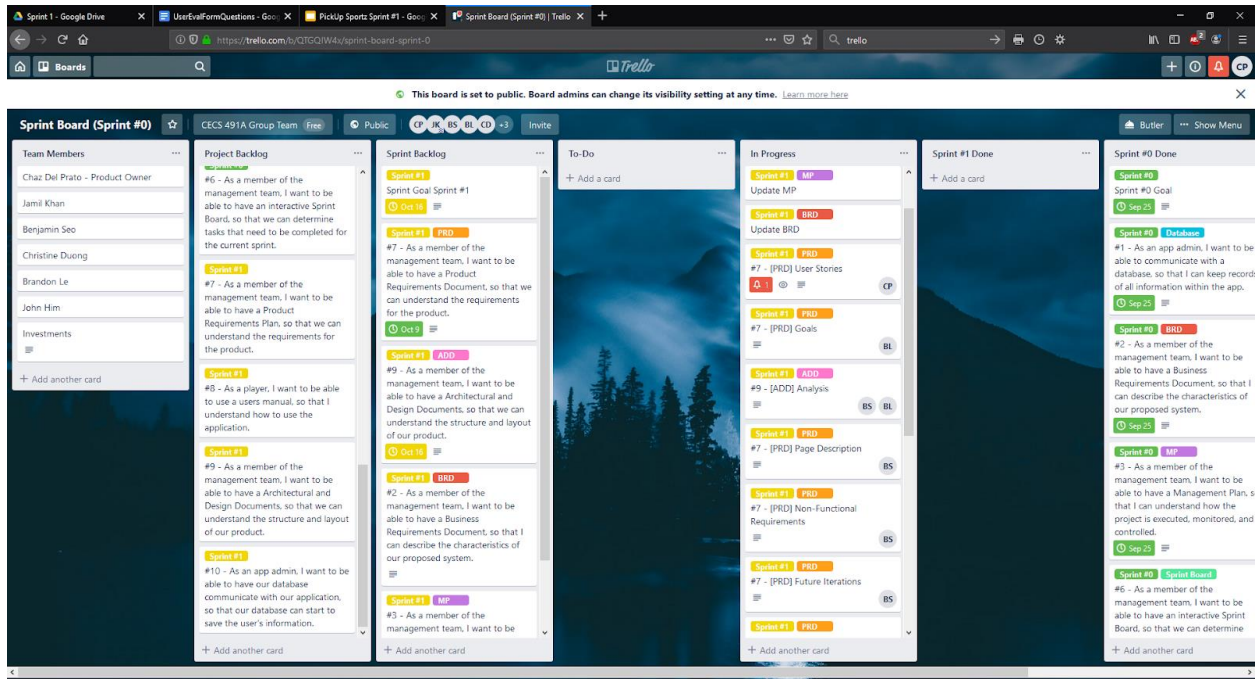 Sprint 1 - Google Drive
UserEvalFormQuestions - Goog
PickUp Sportz Sprint #1 - Goog
Sprint Board (Sprint #0) | Trello
https://trello.com/b/QTGQIW4x/sprint-board-sprint-0
trello
Boards
Trello
CP
This board is set to public. Board admins can change its visibility setting at any time. Learn more here
Sprint Board (Sprint #0)
CECS 491A Group Team Free
Public
CP JK BS BL CD +3
Invite
Butler
... Show Menu
Team Members
Chaz Del Prato - Product Owner
Jamil Khan
Benjamin Seo
Christine Duong
Brandon Le
John Him
Investments
+ Add another card
Project Backlog
#6 - As a member of the
management team, I want to be
able to have an interactive Sprint
Board, so that we can determine
tasks that need to be completed for
the current sprint.
Sprint #1
#7 - As a member of the
management team, I want to be
able to have a Product
Requirements Plan, so that we can
understand the requirements for
the product.
Sprint #1
#8 - As a player, I want to be able
to use a users manual, so that I
understand how to use the
application.
Sprint #1
#9 - As a member of the
management team, I want to be
able to have a Architectural and
Design Documents, so that we can
understand the structure and layout
of our product.
Sprint #1
#10 - As an app admin, I want to be
able to have our database
communicate with our application,
so that our database can start to
save the user's information.
+ Add another card
Sprint Backlog
Sprint #1
Sprint Goal Sprint #1
Oct 16
Sprint #1 PRD
#7 - As a member of the
management team, I want to be
able to have a Product
Requirements Document, so that we
can understand the requirements
for the product.
Oct 9
Sprint #1 ADD
#9 - As a member of the
management team, I want to be
able to have a Architectural and
Design Documents, so that we can
understand the structure and layout
of our product.
Oct 16
Sprint #1 BRD
#2 - As a member of the
management team, I want to be
able to have a Business
Requirements Document, so that I
can describe the characteristics of
our proposed system.
Sprint #1 MP
#3 - As a member of the
management team, I want to be
+ Add another card
To-Do
+ Add a card
In Progress
Sprint #1 MP
Update MP
Sprint #1 BRD
Update BRD
Sprint #1 PRD
#7 - [PRD] User Stories
1
CP
Sprint #1 PRD
#7 - [PRD] Goals
BL
Sprint #1 ADD
#9 - [ADD] Analysis
BS BL
Sprint #1 PRD
#7 - [PRD] Page Description
BS
Sprint #1 PRD
#7 - [PRD] Non-Functional
Requirements
BS
Sprint #1 PRD
#7 - [PRD] Future Iterations
BS
Sprint #1 PRD
+ Add another card
Sprint #1 Done
+ Add a card
Sprint #0 Done
Sprint #0
Sprint #0 Goal
Sep 25
Sprint #0 Database
#1 - As an app admin, I want to be
able to communicate with a
database, so that I can keep records
of all information within the app.
Sep 25
Sprint #0 BRD
#2 - As a member of the
management team, I want to be
able to have a Business
Requirements Document, so that I
can describe the characteristics of
our proposed system.
Sep 25
Sprint #0 MP
#3 - As a member of the
management team, I want to be
able to have a Management Plan, s
that I can understand how the
project is executed, monitored, and
controlled.
Sep 25
Sprint #0 Sprint Board
#6 - As a member of the
management team, I want to be
able to have an interactive Sprint
Board, so that we can determine
+ Add another card